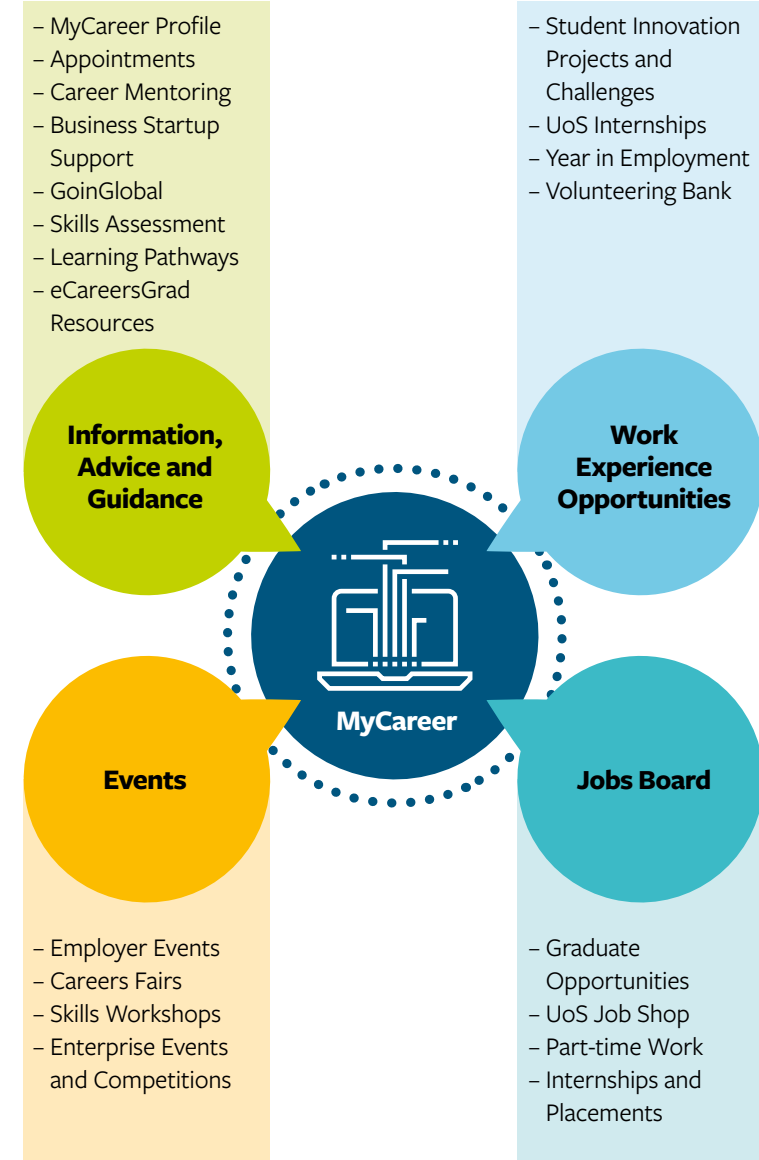 – MyCareer Profile
– Appointments
– Career Mentoring
– Business Startup
Support
– GoinGlobal
– Skills Assessment
– Learning Pathways
– eCareersGrad
Resources
Information,
Advice and
Guidance
– Student Innovation
Projects and
Challenges
– UoS Internships
– Year in Employment
– Volunteering Bank
Work
Experience
Opportunities
MyCareer
Events
– Employer Events
– Careers Fairs
– Skills Workshops
– Enterprise Events
and Competitions
Jobs Board
– Graduate
Opportunities
– UoS Job Shop
– Part-time Work
– Internships and
Placements